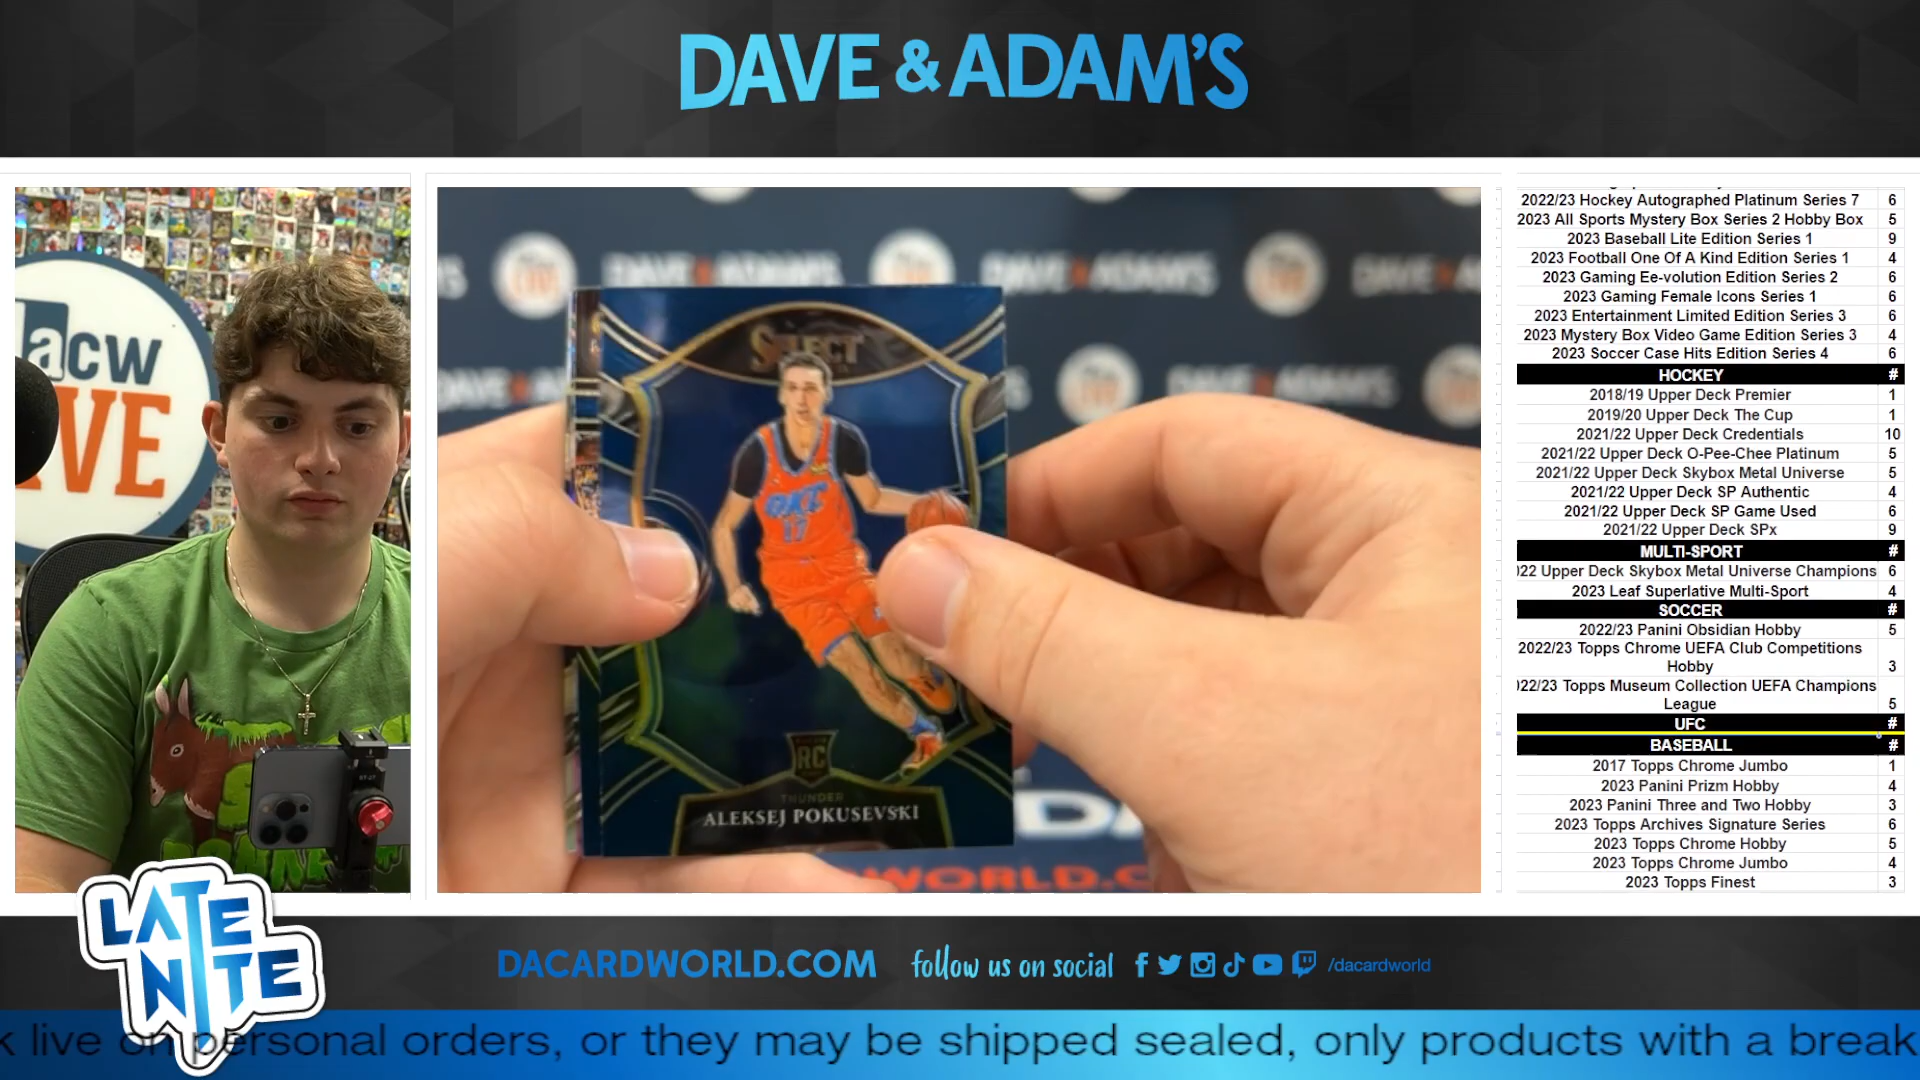 DAVE & ADAM'S
acw
VE
SELECT
OKC
17
RC
THUNDER
ALEKSEJ POKUSEVSKI
2022/23 Hockey Autographed Platinum Series 7 6
2023 All Sports Mystery Box Series 2 Hobby Box 5
2023 Baseball Lite Edition Series 1 9
2023 Football One Of A Kind Edition Series 1 4
2023 Gaming Ee-volution Edition Series 2 6
2023 Gaming Female Icons Series 1 6
2023 Entertainment Limited Edition Series 3 6
2023 Mystery Box Video Game Edition Series 3 4
2023 Soccer Case Hits Edition Series 4 6
HOCKEY #
2018/19 Upper Deck Premier 1
2019/20 Upper Deck The Cup 1
2021/22 Upper Deck Credentials 10
2021/22 Upper Deck O-Pee-Chee Platinum 5
2021/22 Upper Deck Skybox Metal Universe 5
2021/22 Upper Deck SP Authentic 4
2021/22 Upper Deck SP Game Used 6
2021/22 Upper Deck SPx 9
MULTI-SPORT #
022 Upper Deck Skybox Metal Universe Champions 6
2023 Leaf Superlative Multi-Sport 4
SOCCER #
2022/23 Panini Obsidian Hobby 5
2022/23 Topps Chrome UEFA Club Competitions
Hobby 3
022/23 Topps Museum Collection UEFA Champions
League 5
UFC #
BASEBALL #
2017 Topps Chrome Jumbo 1
2023 Panini Prizm Hobby 4
2023 Panini Three and Two Hobby 3
2023 Topps Archives Signature Series 6
2023 Topps Chrome Hobby 5
2023 Topps Chrome Jumbo 4
2023 Topps Finest 3
LATE
NITE
DACARDWORLD.COM follow us on social /dacardworld
k live on personal orders, or they may be shipped sealed, only products with a break